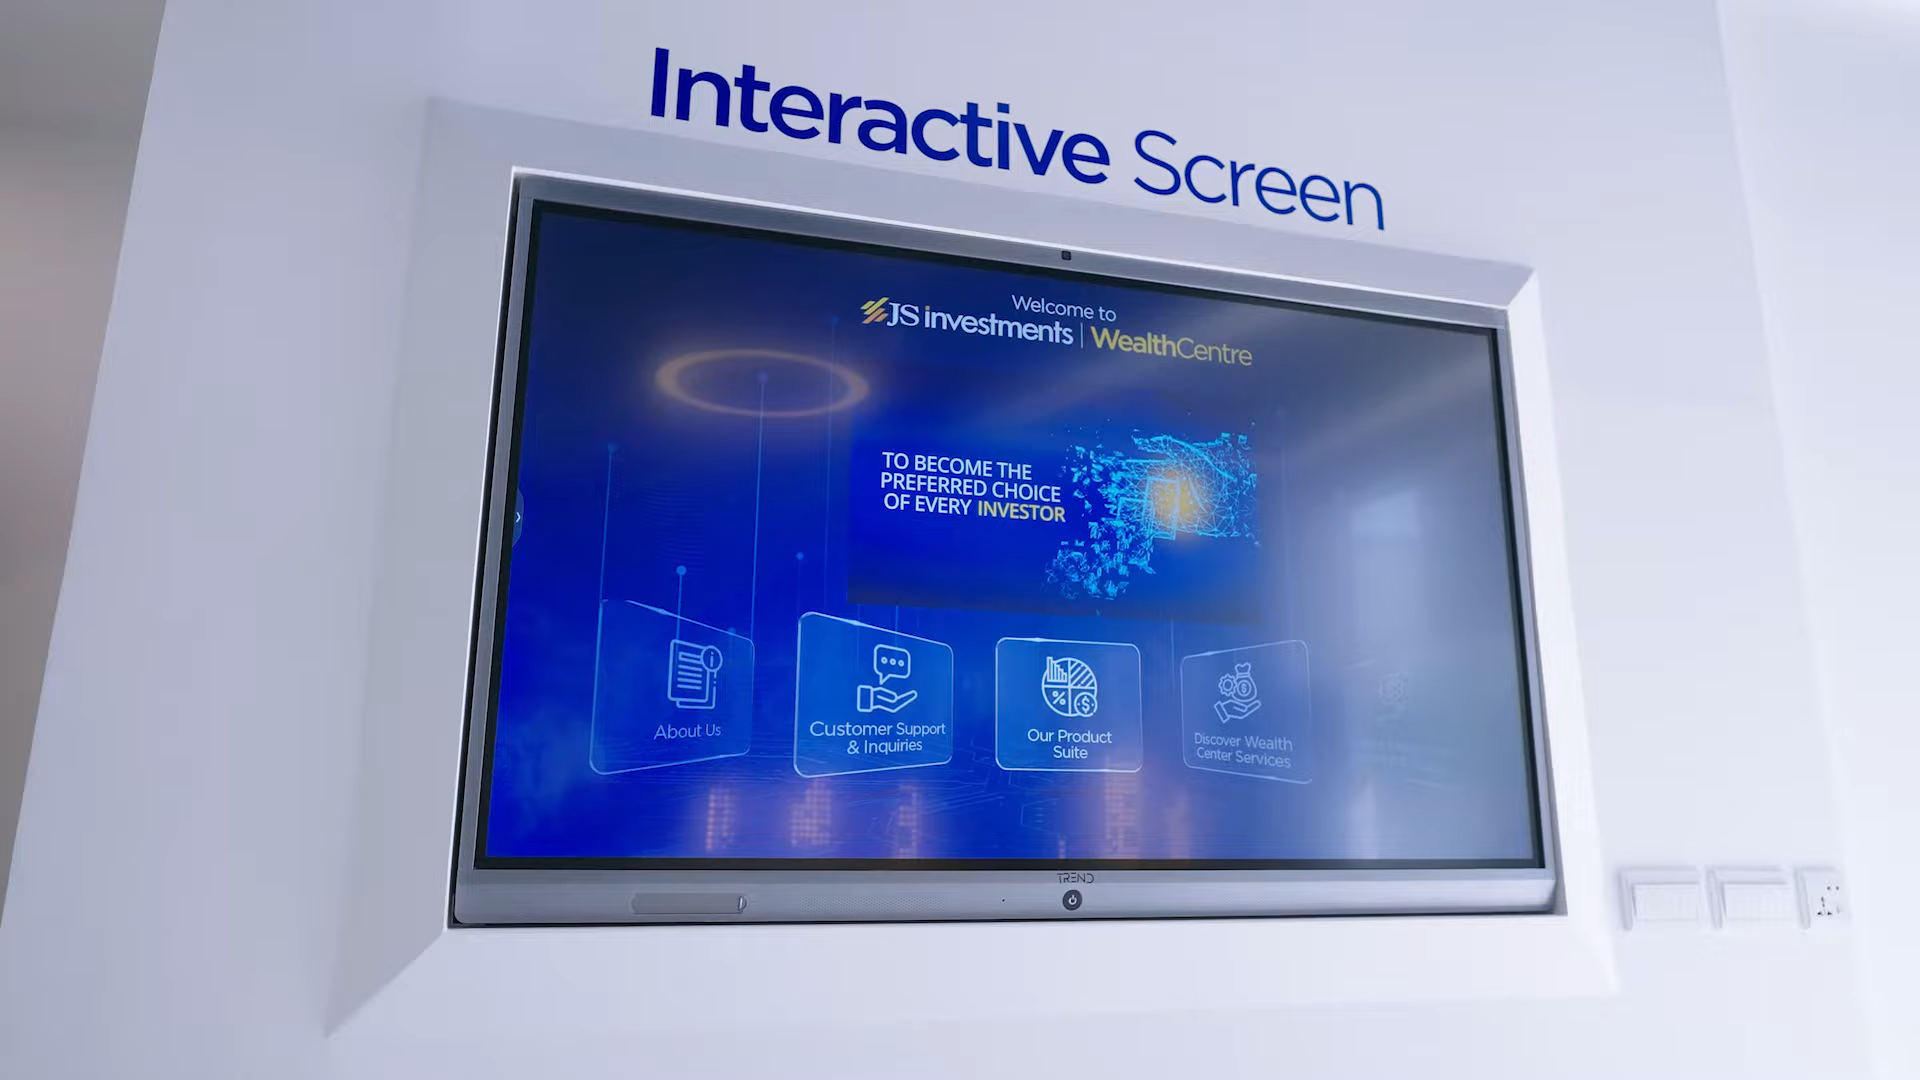 Interactive Screen
Welcome to
JS investments | WealthCentre
TO BECOME THE
PREFERRED CHOICE
OF EVERY INVESTOR
About Us
Customer Support
& Inquiries
Our Product
Suite
Discover Wealth
Center Services
TREND